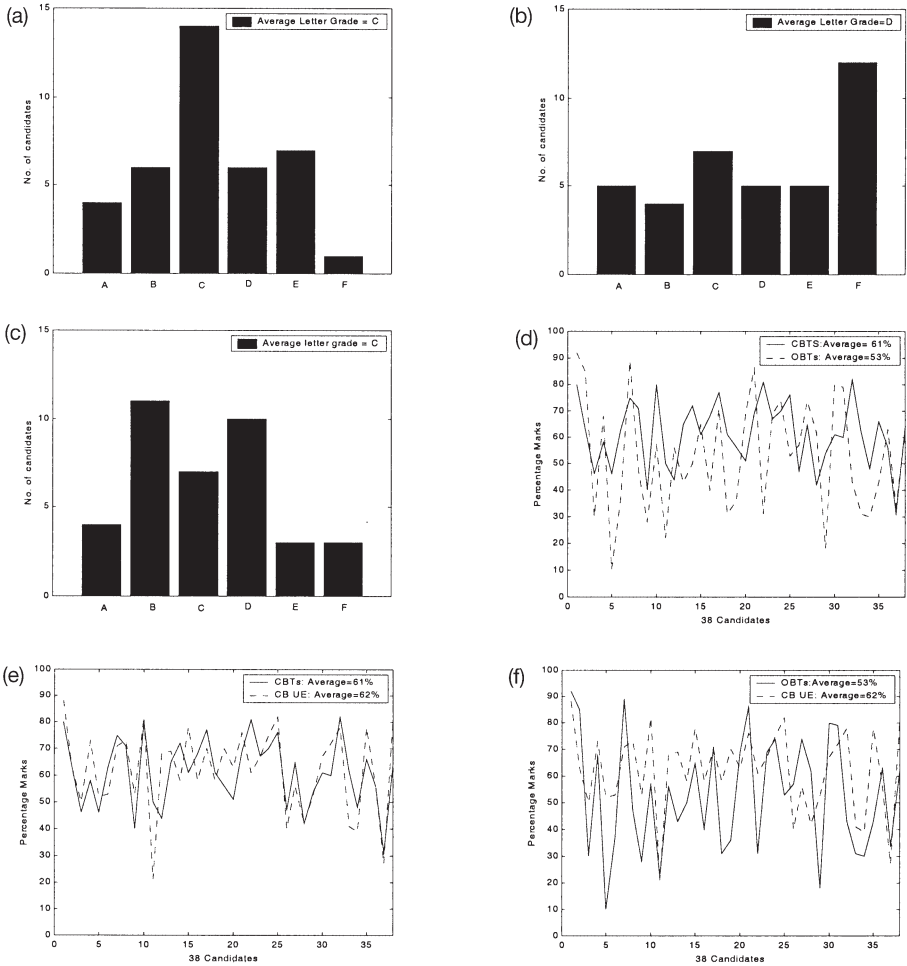 (a)
15
Average Letter Grade = C
No. of candidates
10
5
0
A B C D E F
(b)
15
Average Letter Grade=D
No. of candidates
10
5
0
A B C D E F
(c)
15
Average letter grade = C
No. of candidates
10
5
0
A B C D E F
(d)
100
90
80
70
60
50
40
30
20
10
0
CBTS:Average= 61%
OBTs: Average=53%
Percentage Marks
0 5 10 15 20 25 30 35
38 Candidates
(e)
100
90
80
70
60
50
40
30
20
10
0
CBTs: Average=61%
CB UE: Average=62%
Percentage Marks
0 5 10 15 20 25 30 35
38 Candidates
(f)
100
90
80
70
60
50
40
30
20
10
0
OBTs:Average=53%
CB UE: Average=62%
Percentage Marks
0 5 10 15 20 25 30 35
38 Candidates